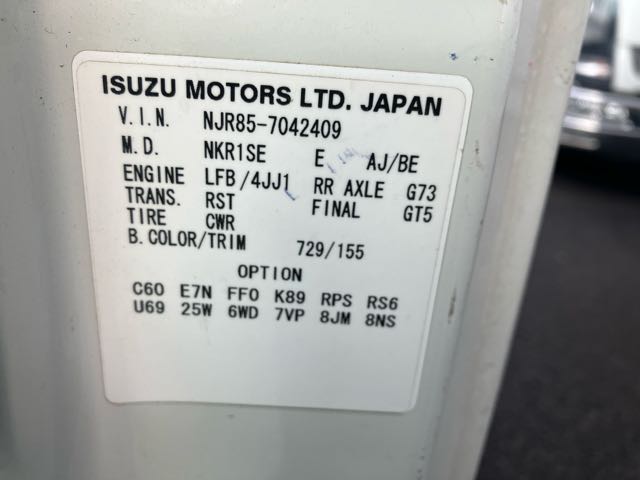 ISUZU MOTORS LTD. JAPAN
V.I.N. NJR85-7042409
M.D. NKR1SE E AJ/BE
ENGINE LFB/4JJ1 RR AXLE G73
TRANS. RST FINAL GT5
TIRE CWR
B.COLOR/TRIM 729/155
OPTION
C60 E7N FF0 K89 RPS RS6
U69 25W 6WD 7VP 8JM 8NS